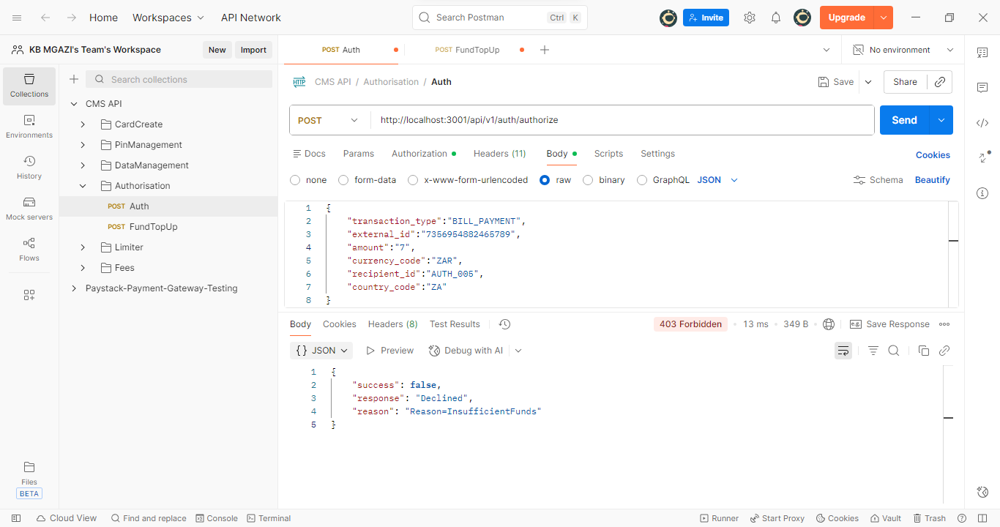 Home Workspaces API Network Search Postman Ctrl K Invite Upgrade
KB MGAZI's Team's Workspace New Import POST Auth POST FundTopUp No environment
Collections
Environments
History
Mock servers
Flows
Files
BETA
Search collections
CMS API
CardCreate
PinManagement
DataManagement
Authorisation
POST Auth
POST FundTopUp
Limiter
Fees
Paystack-Payment-Gateway-Testing
HTTP CMS API / Authorisation / Auth Save Share
POST http://localhost:3001/api/v1/auth/authorize Send
Docs Params Authorization Headers (11) Body Scripts Settings Cookies
none form-data x-www-form-urlencoded raw binary GraphQL JSON Schema Beautify
1 {
2 "transaction_type":"BILL_PAYMENT",
3 "external_id":"7356954882465789",
4 "amount":"7",
5 "currency_code":"ZAR",
6 "recipient_id":"AUTH_005",
7 "country_code":"ZA"
8 }
Body Cookies Headers (8) Test Results 403 Forbidden • 13 ms • 349 B e.g. Save Response
{} JSON Preview Debug with AI
1 {
2 "success": false,
3 "response": "Declined",
4 "reason": "Reason=InsufficientFunds"
5 }
Cloud View Find and replace Console Terminal Runner Start Proxy Cookies Vault Trash